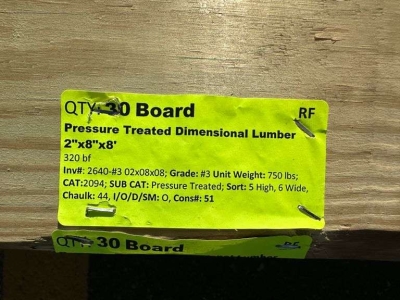 QTY: 30 Board RF
Pressure Treated Dimensional Lumber
2"x8"x8'
320 bf
Inv#: 2640-#3 02x08x08; Grade: #3 Unit Weight: 750 lbs;
CAT:2094; SUB CAT: Pressure Treated; Sort: 5 High, 6 Wide,
Chaulk: 44, I/O/D/SM: O, Cons#: 51
QTY: 30 Board RF